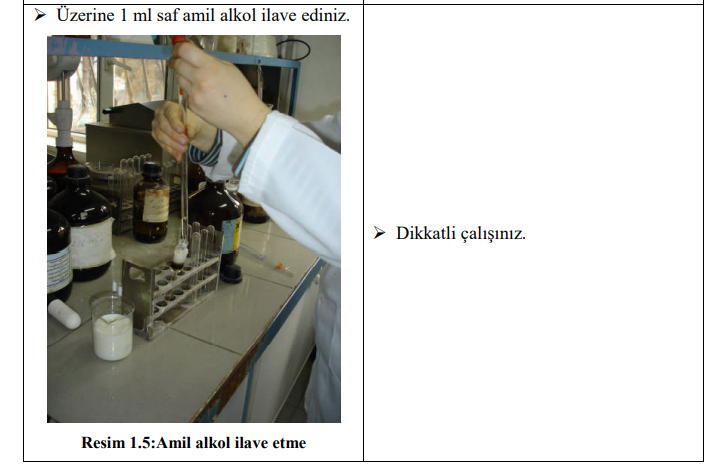 ➢ Üzerine 1 ml saf amil alkol ilave ediniz.
Resim 1.5:Amil alkol ilave etme
➢ Dikkatli çalışınız.